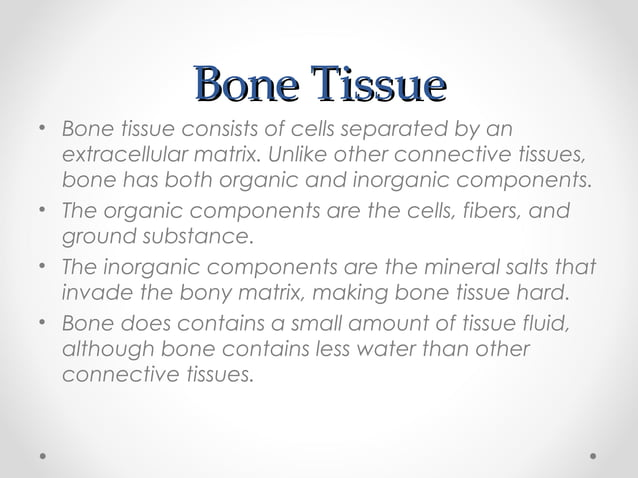 Bone Tissue
• Bone tissue consists of cells separated by an
extracellular matrix. Unlike other connective tissues,
bone has both organic and inorganic components.
• The organic components are the cells, fibers, and
ground substance.
• The inorganic components are the mineral salts that
invade the bony matrix, making bone tissue hard.
• Bone does contains a small amount of tissue fluid,
although bone contains less water than other
connective tissues.